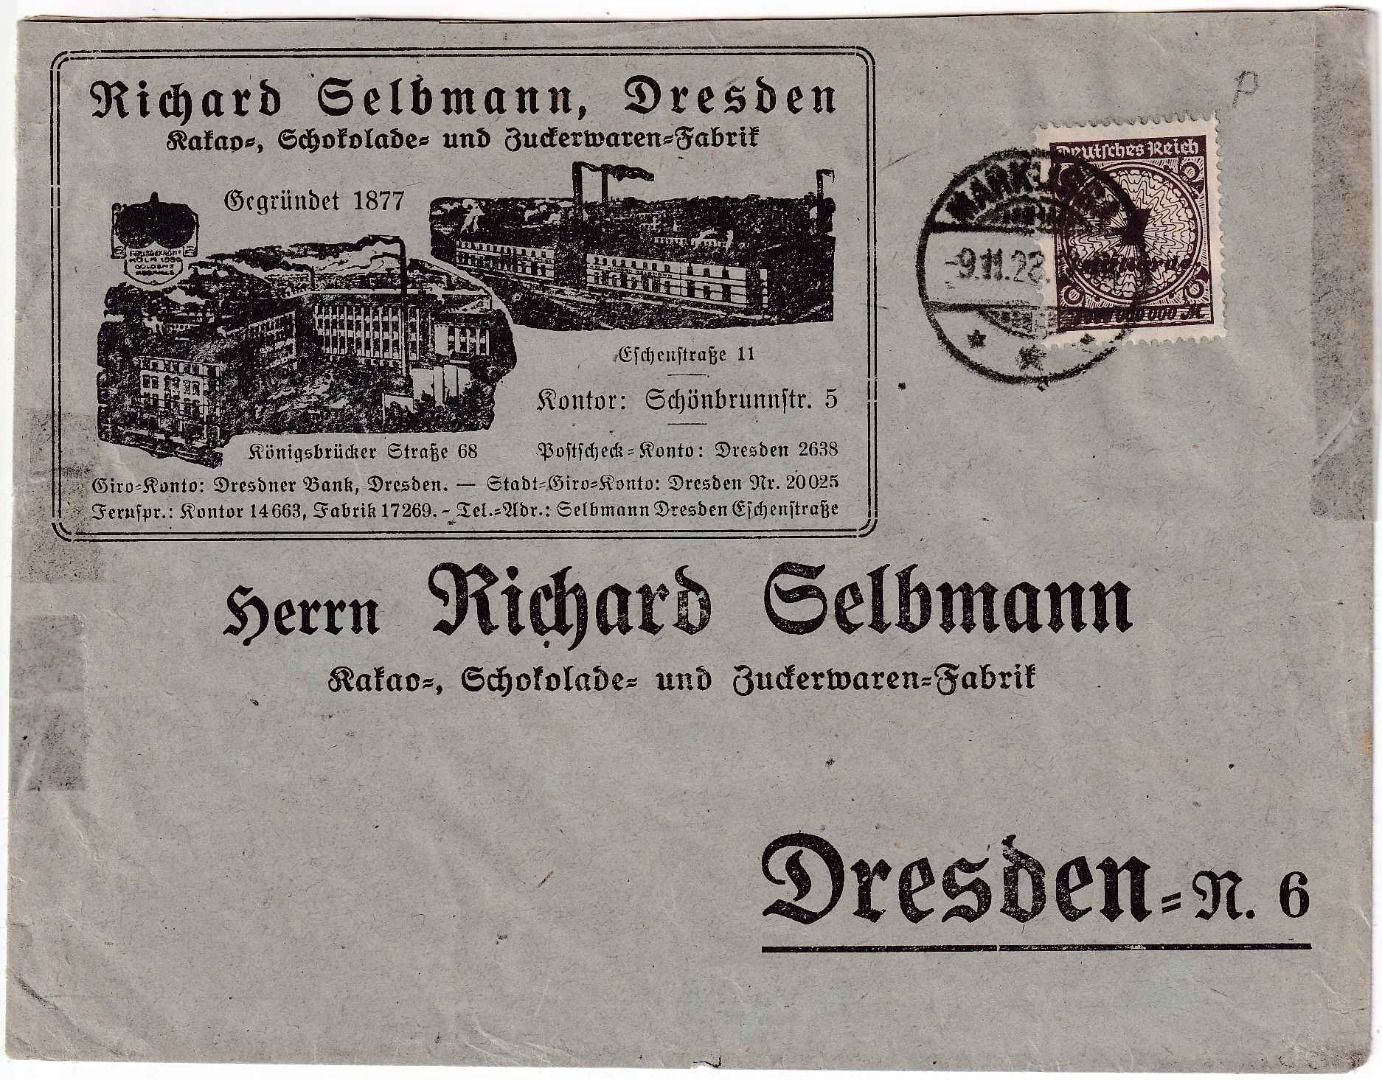 Richard Selbmann, Dresden
Kakao-, Schokolade- und Zuckerwaren-Fabrik
Gegründet 1877
Eschenstraße 11
Kontor: Schönbrunnstr. 5
Königsbrücker Straße 68
Postscheck-Konto: Dresden 2638
Giro-Konto: Dresdner Bank, Dresden. — Stadt-Giro-Konto: Dresden Nr. 20025
Fernspr.: Kontor 14663, Fabrik 17269. - Tel.-Adr.: Selbmann Dresden Eschenstraße
p
Deutsches Reich
-9.11.23
Herrn Richard Selbmann
Kakao-, Schokolade- und Zuckerwaren-Fabrik
Dresden-N. 6